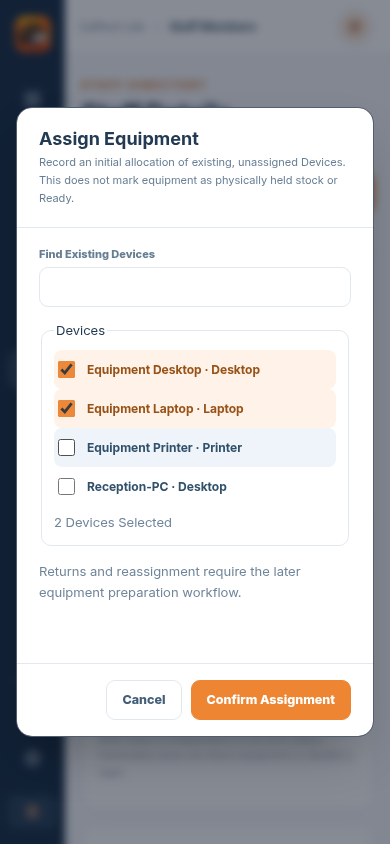 Assign Equipment
Record an initial allocation of existing, unassigned Devices.
This does not mark equipment as physically held stock or
Ready.
Find Existing Devices
Devices
Equipment Desktop · Desktop
Equipment Laptop · Laptop
Equipment Printer · Printer
Reception-PC · Desktop
2 Devices Selected
Returns and reassignment require the later
equipment preparation workflow.
Cancel
Confirm Assignment